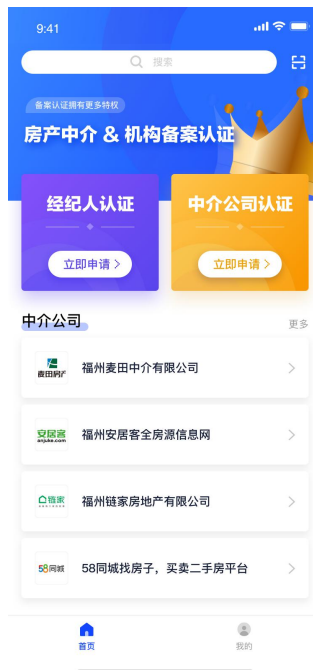 9:41
搜索
备案认证拥有更多特权
房产中介 & 机构备案认证
经纪人认证
中介公司认证
立即申请
立即申请
中介公司
更多
麦田房产
福州麦田中介有限公司
安居客
anjuke.com
福州安居客全房源信息网
链家
福州链家房地产有限公司
58同城
58同城找房子，买卖二手房平台
首页
我的